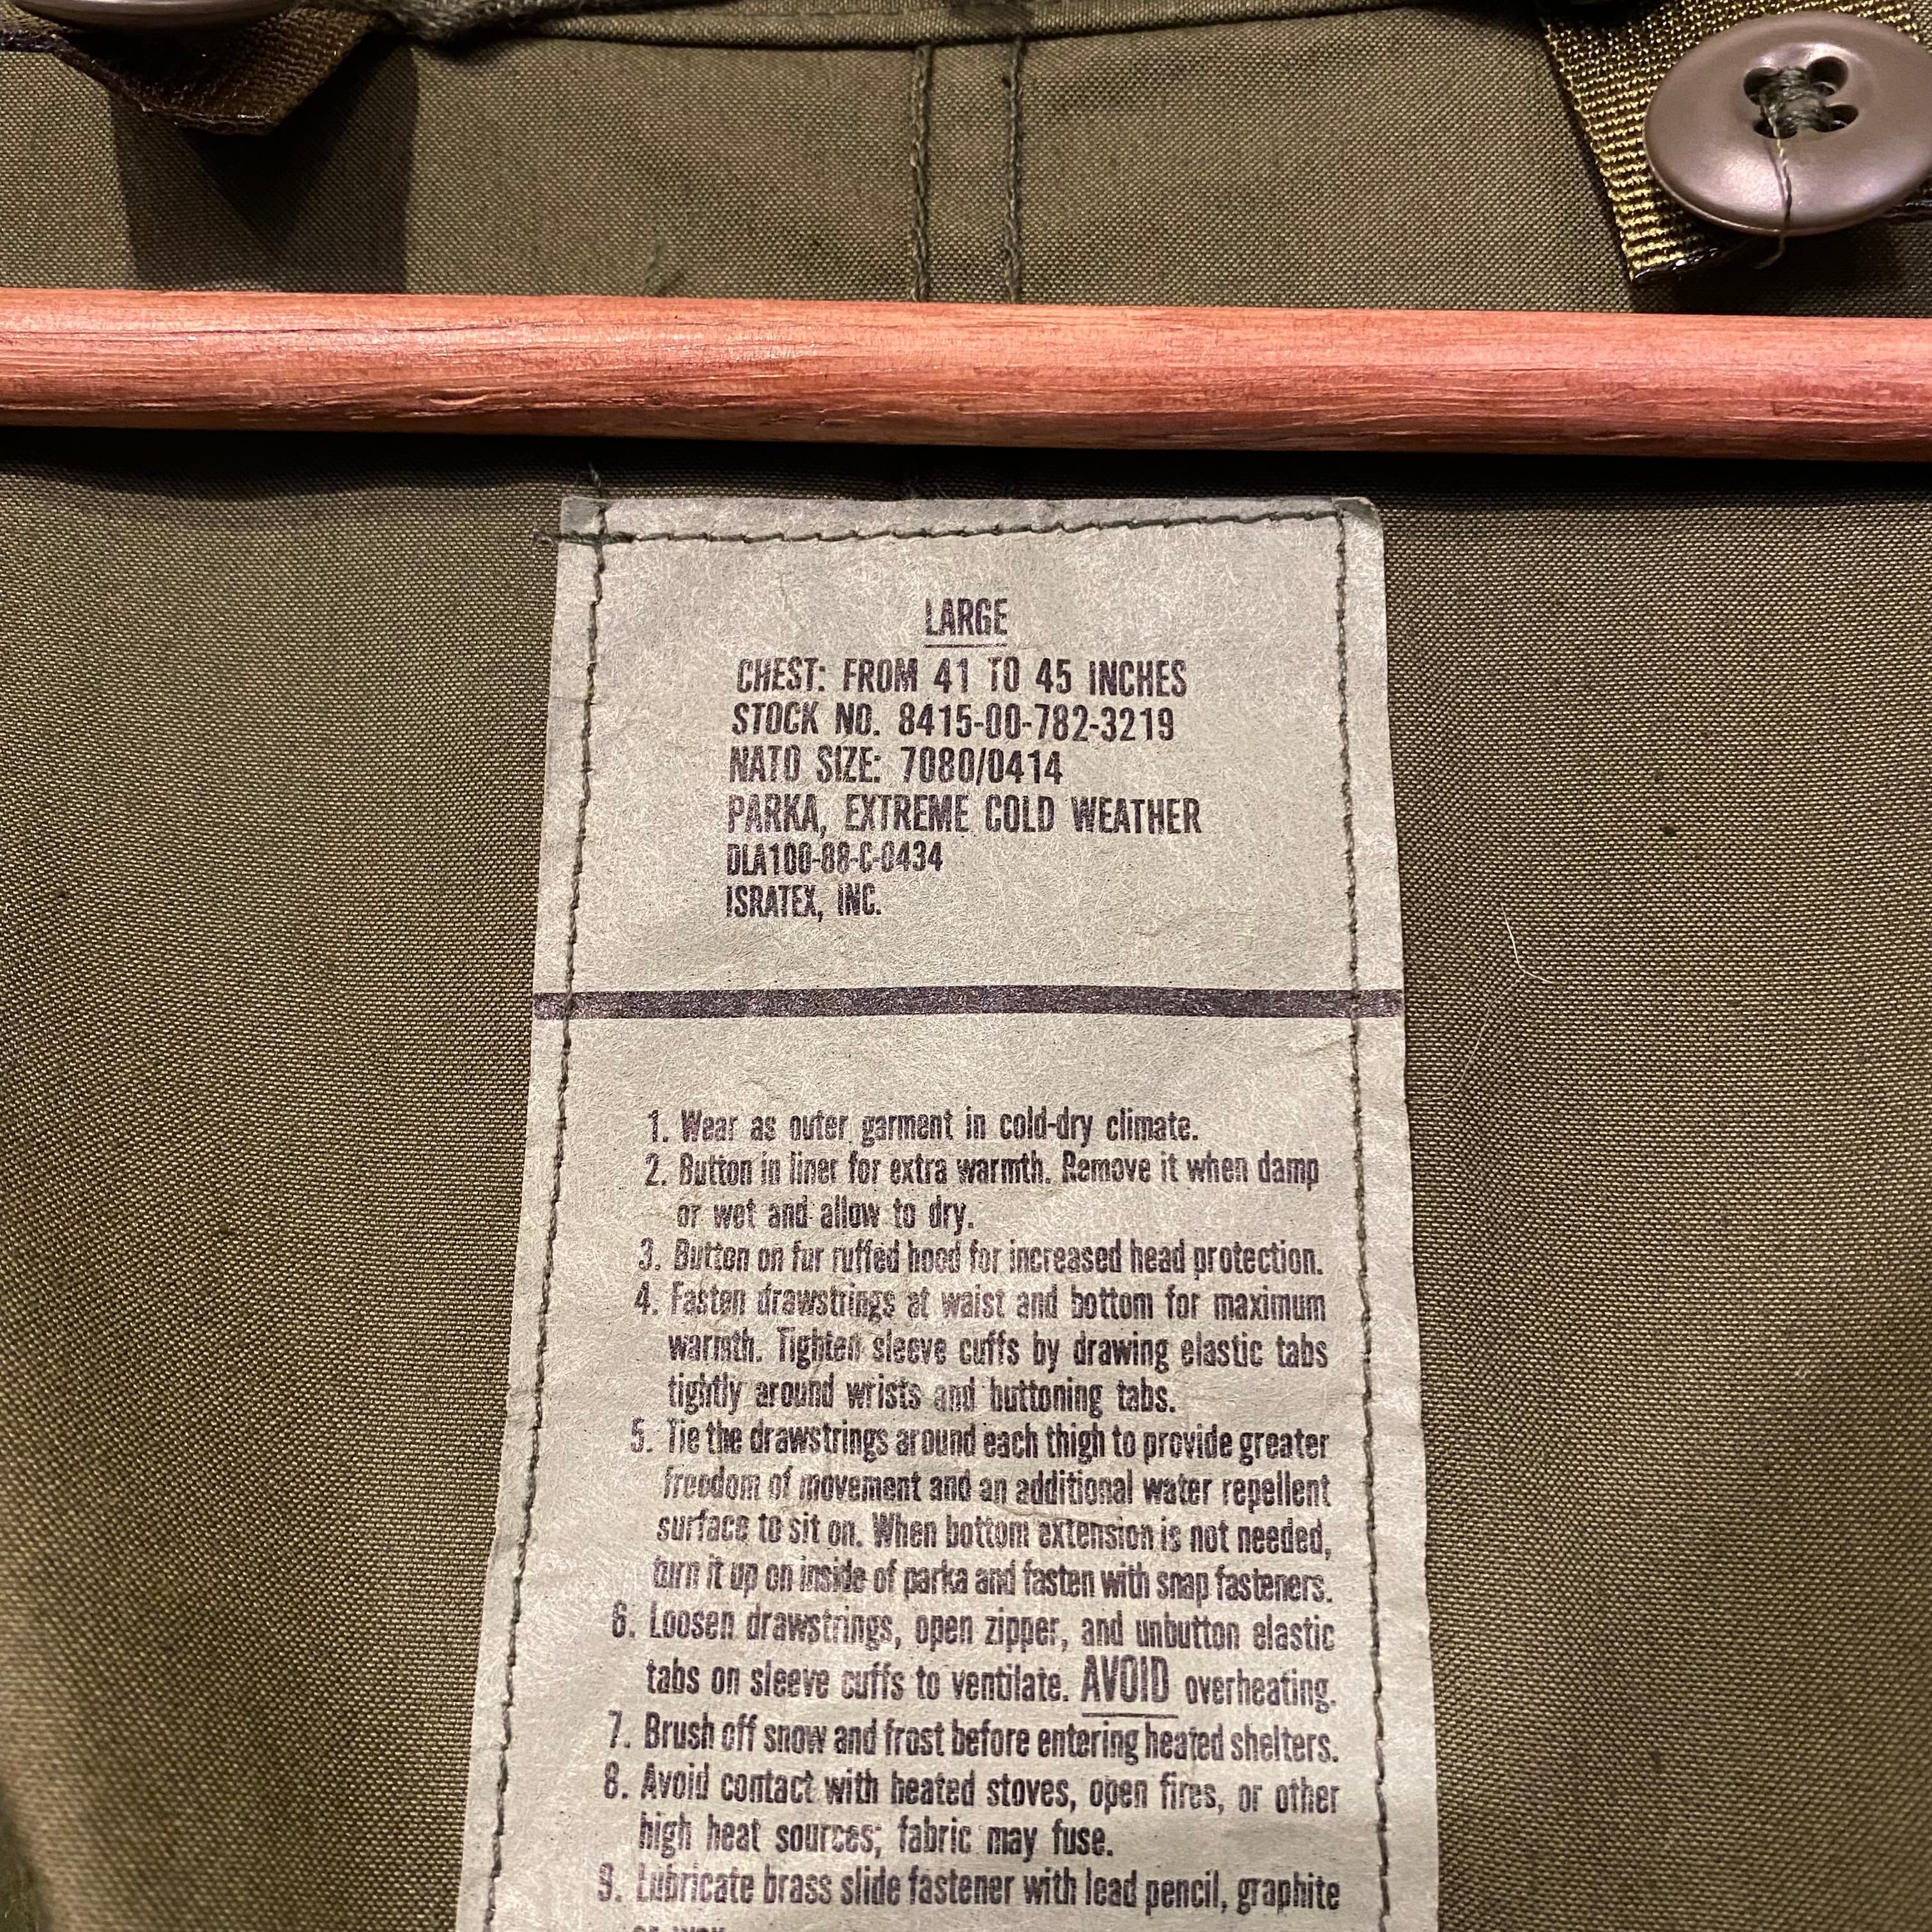 LARGE
CHEST: FROM 41 TO 45 INCHES
STOCK NO. 8415-00-782-3219
NATO SIZE: 7080/0414
PARKA, EXTREME COLD WEATHER
DLA100-88-C-0434
ISRATEX, INC.
1. Wear as outer garment in cold-dry climate.
2. Button in liner for extra warmth. Remove it when damp
or wet and allow to dry.
3. Button on fur ruffed hood for increased head protection.
4. Fasten drawstrings at waist and bottom for maximum
warmth. Tighten sleeve cuffs by drawing elastic tabs
tightly around wrists and buttoning tabs.
5. Tie the drawstrings around each thigh to provide greater
freedom of movement and an additional water repellent
surface to sit on. When bottom extension is not needed,
turn it up on inside of parka and fasten with snap fasteners.
6. Loosen drawstrings, open zipper, and unbutton elastic
tabs on sleeve cuffs to ventilate. AVOID overheating.
7. Brush off snow and frost before entering heated shelters.
8. Avoid contact with heated stoves, open fires, or other
high heat sources; fabric may fuse.
9. Lubricate brass slide fastener with lead pencil, graphite